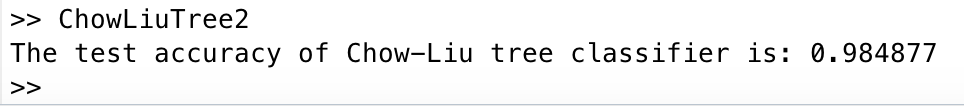 >> ChowLiuTree2
The test accuracy of Chow-Liu tree classifier is: 0.984877
>>